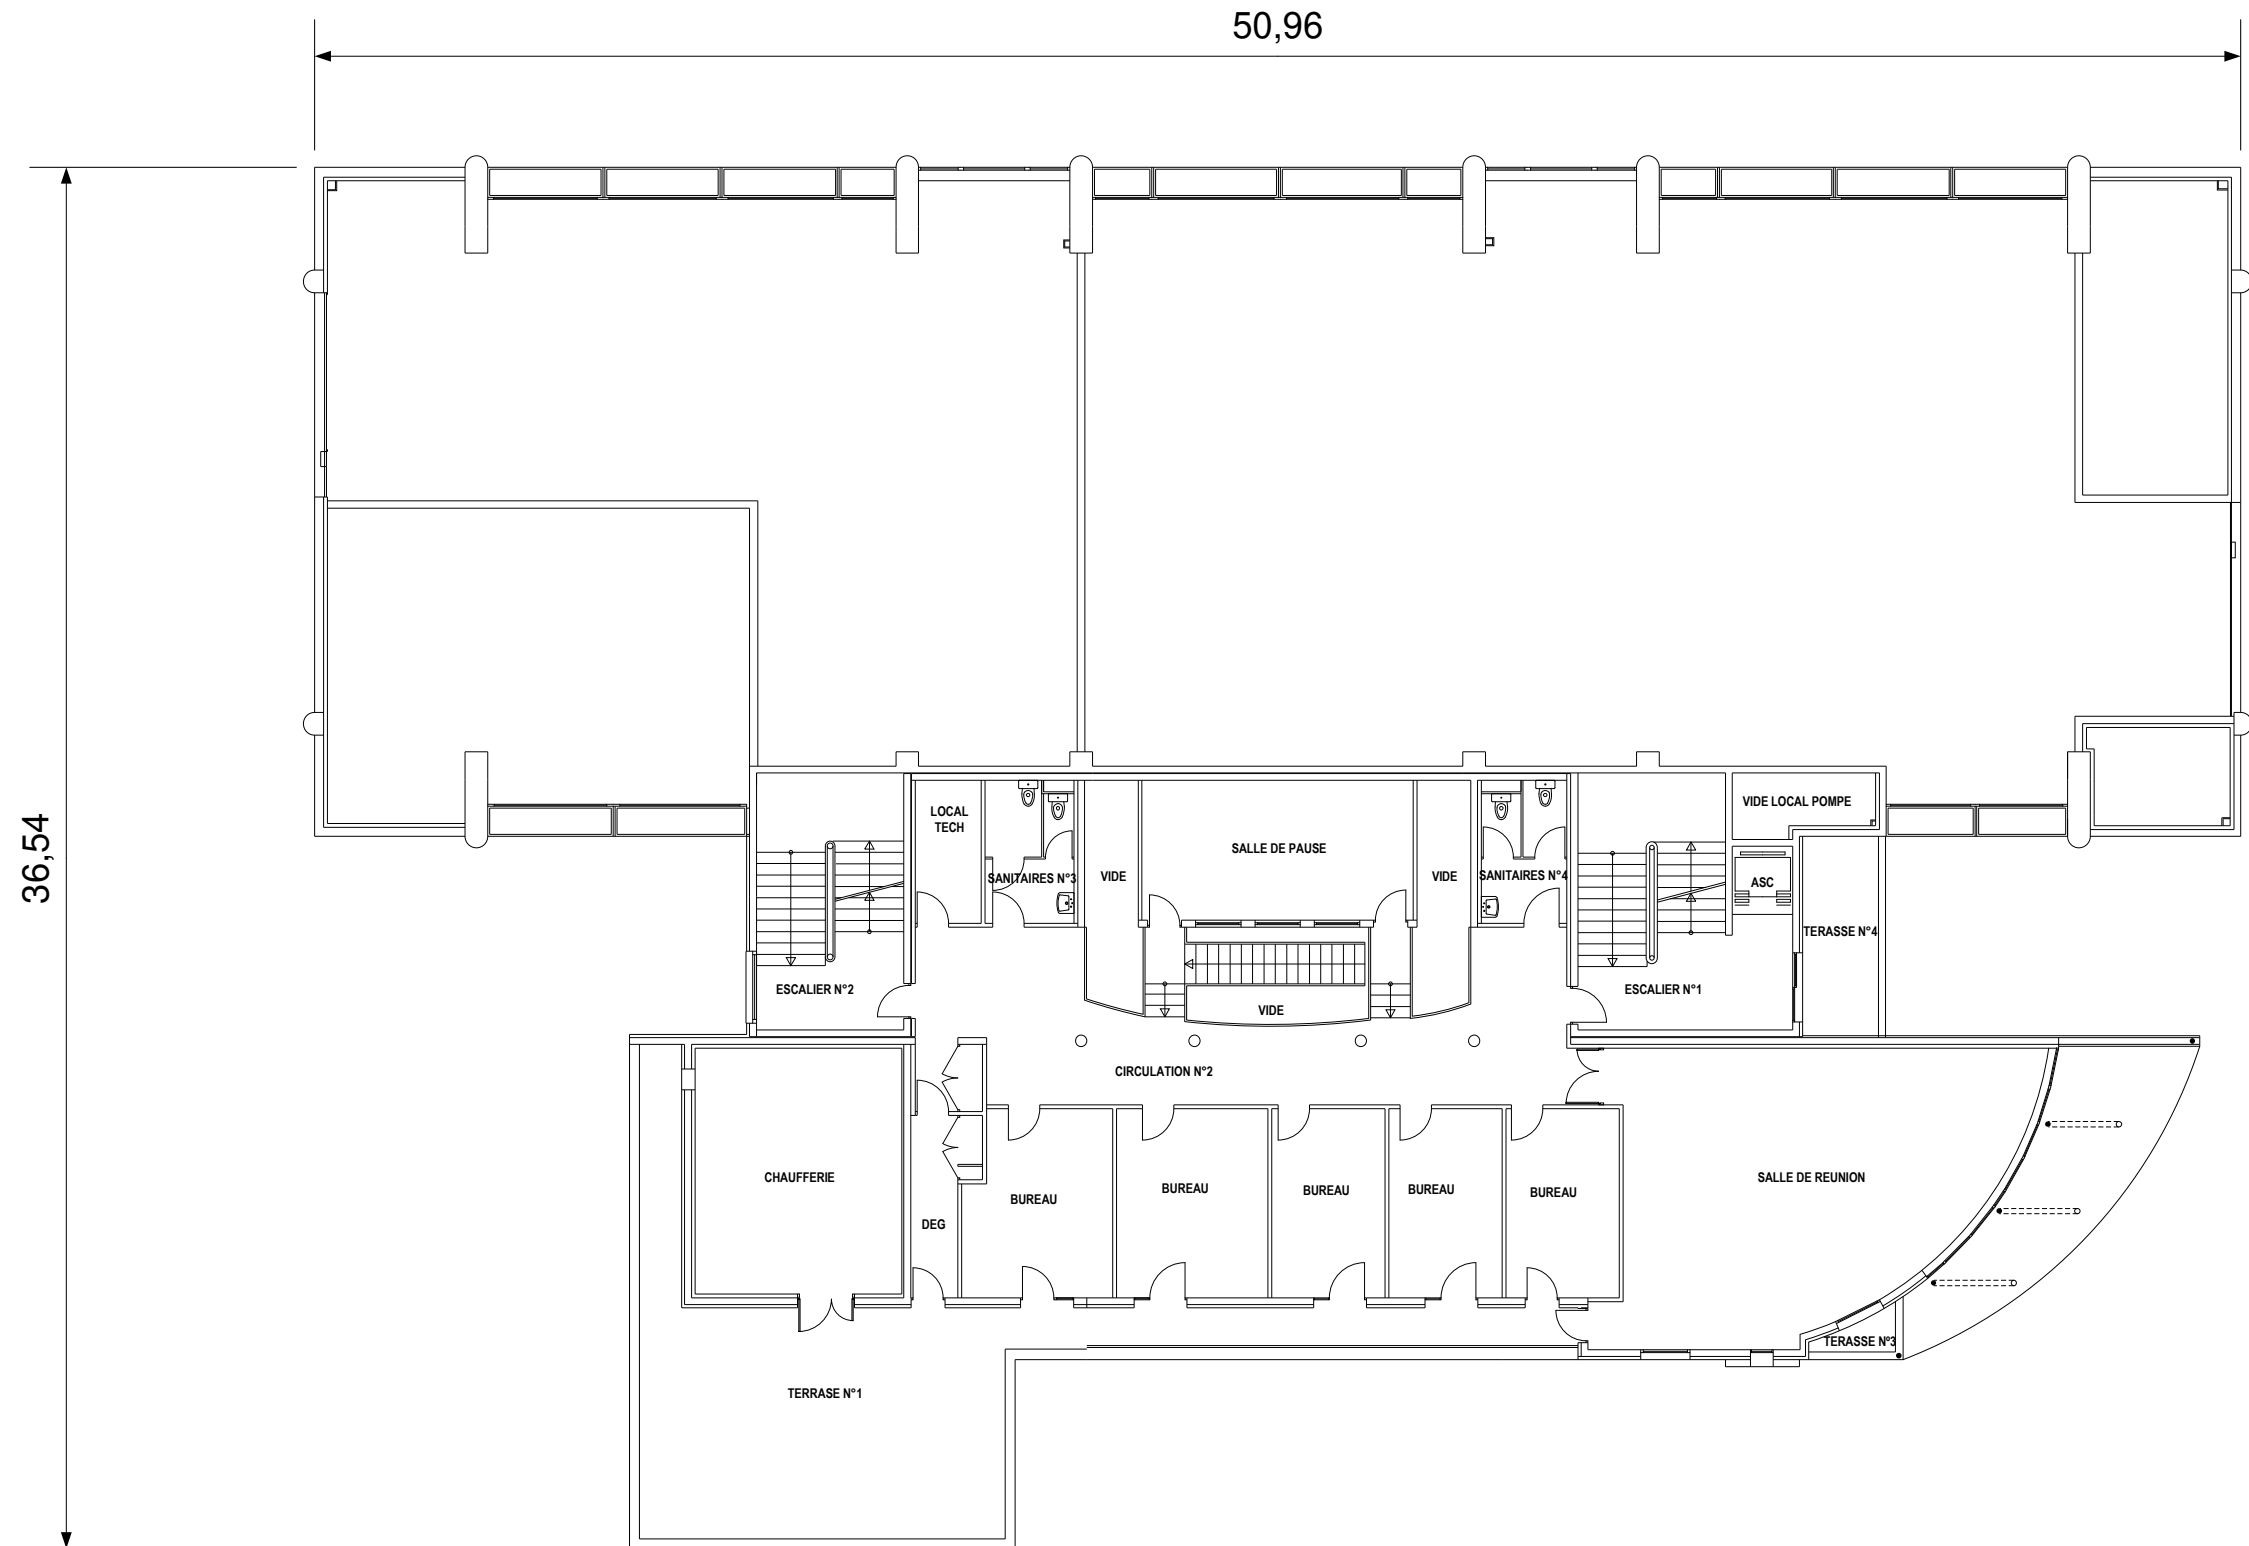 50,96
36,54
LOCAL
TECH
VIDE LOCAL POMPE
SALLE DE PAUSE
SANITAIRES N°3
VIDE
VIDE
SANITAIRES N°4
ASC
TERASSE N°4
ESCALIER N°2
ESCALIER N°1
VIDE
CIRCULATION N°2
CHAUFFERIE
SALLE DE REUNION
BUREAU
BUREAU
BUREAU
BUREAU
BUREAU
DEG
TERASSE N°3
TERRASE N°1